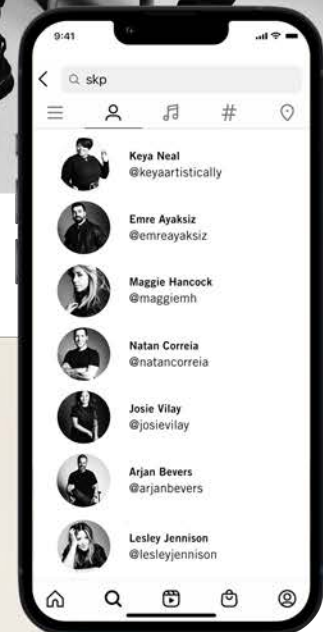 9:41
skp
#
Keya Neal
@keyaartistically
Emre Ayaksiz
@emreayaksiz
Maggie Hancock
@maggiemh
Natan Correia
@natancorreia
Josie Vilay
@josievilay
Arjan Bevers
@arjanbevers
Lesley Jennison
@lesleyjennison